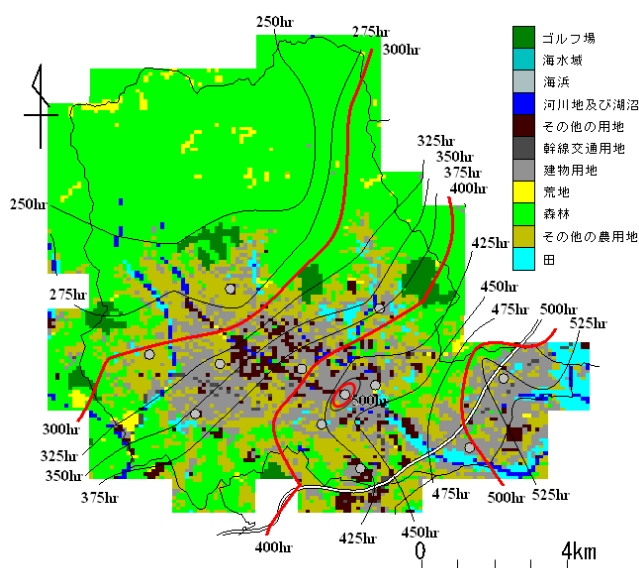 250hr
275hr
300hr
ゴルフ場
海水域
海浜
河川地及び湖沼
その他の用地
幹線交通用地
建物用地
荒地
森林
その他の農用地
田
325hr
350hr
375hr
400hr
250hr
425hr
450hr
475hr
275hr
500hr
525hr
500hr
300hr
325hr
350hr
375hr
475hr
500hr
525hr
425hr
450hr
400hr
0 4km